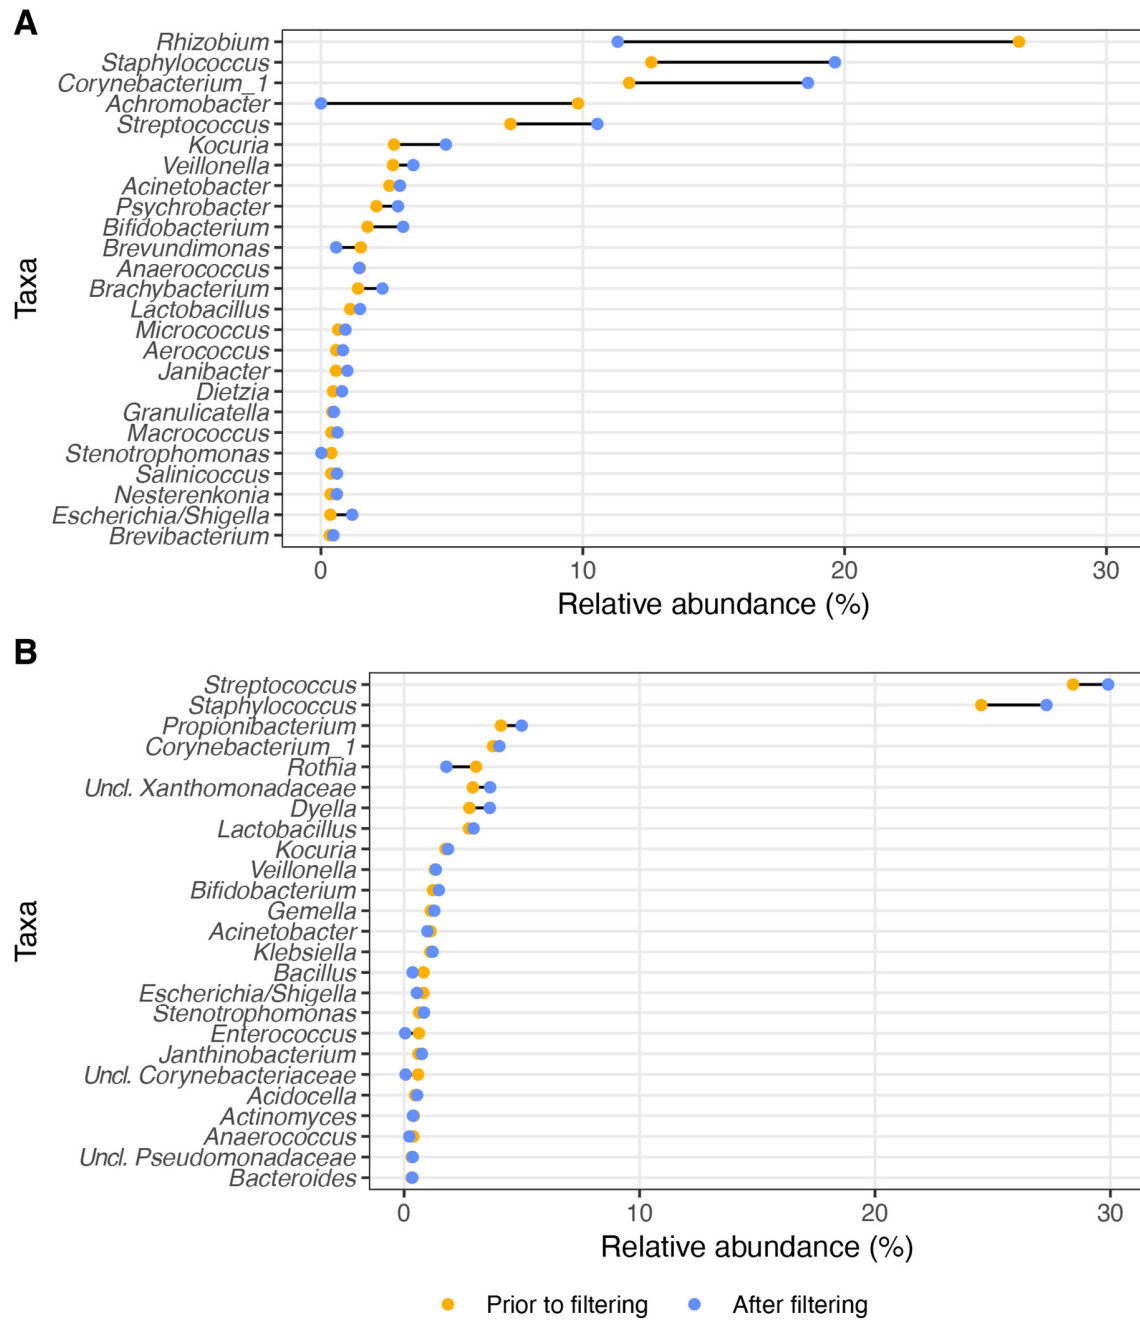 A
Rhizobium
Staphylococcus
Corynebacterium_1
Achromobacter
Streptococcus
Kocuria
Veillonella
Acinetobacter
Psychrobacter
Bifidobacterium
Brevundimonas
Anaerococcus
Brachybacterium
Lactobacillus
Micrococcus
Aerococcus
Janibacter
Dietzia
Granulicatella
Macrococcus
Stenotrophomonas
Salinicoccus
Nesterenkonia
Escherichia/Shigella
Brevibacterium
Taxa
0 10 20 30
Relative abundance (%)
B
Streptococcus
Staphylococcus
Propionibacterium
Corynebacterium_1
Rothia
Uncl. Xanthomonadaceae
Dyella
Lactobacillus
Kocuria
Veillonella
Bifidobacterium
Gemella
Acinetobacter
Klebsiella
Bacillus
Escherichia/Shigella
Stenotrophomonas
Enterococcus
Janthinobacterium
Uncl. Corynebacteriaceae
Acidocella
Actinomyces
Anaerococcus
Uncl. Pseudomonadaceae
Bacteroides
Taxa
0 10 20 30
Relative abundance (%)
Prior to filtering After filtering